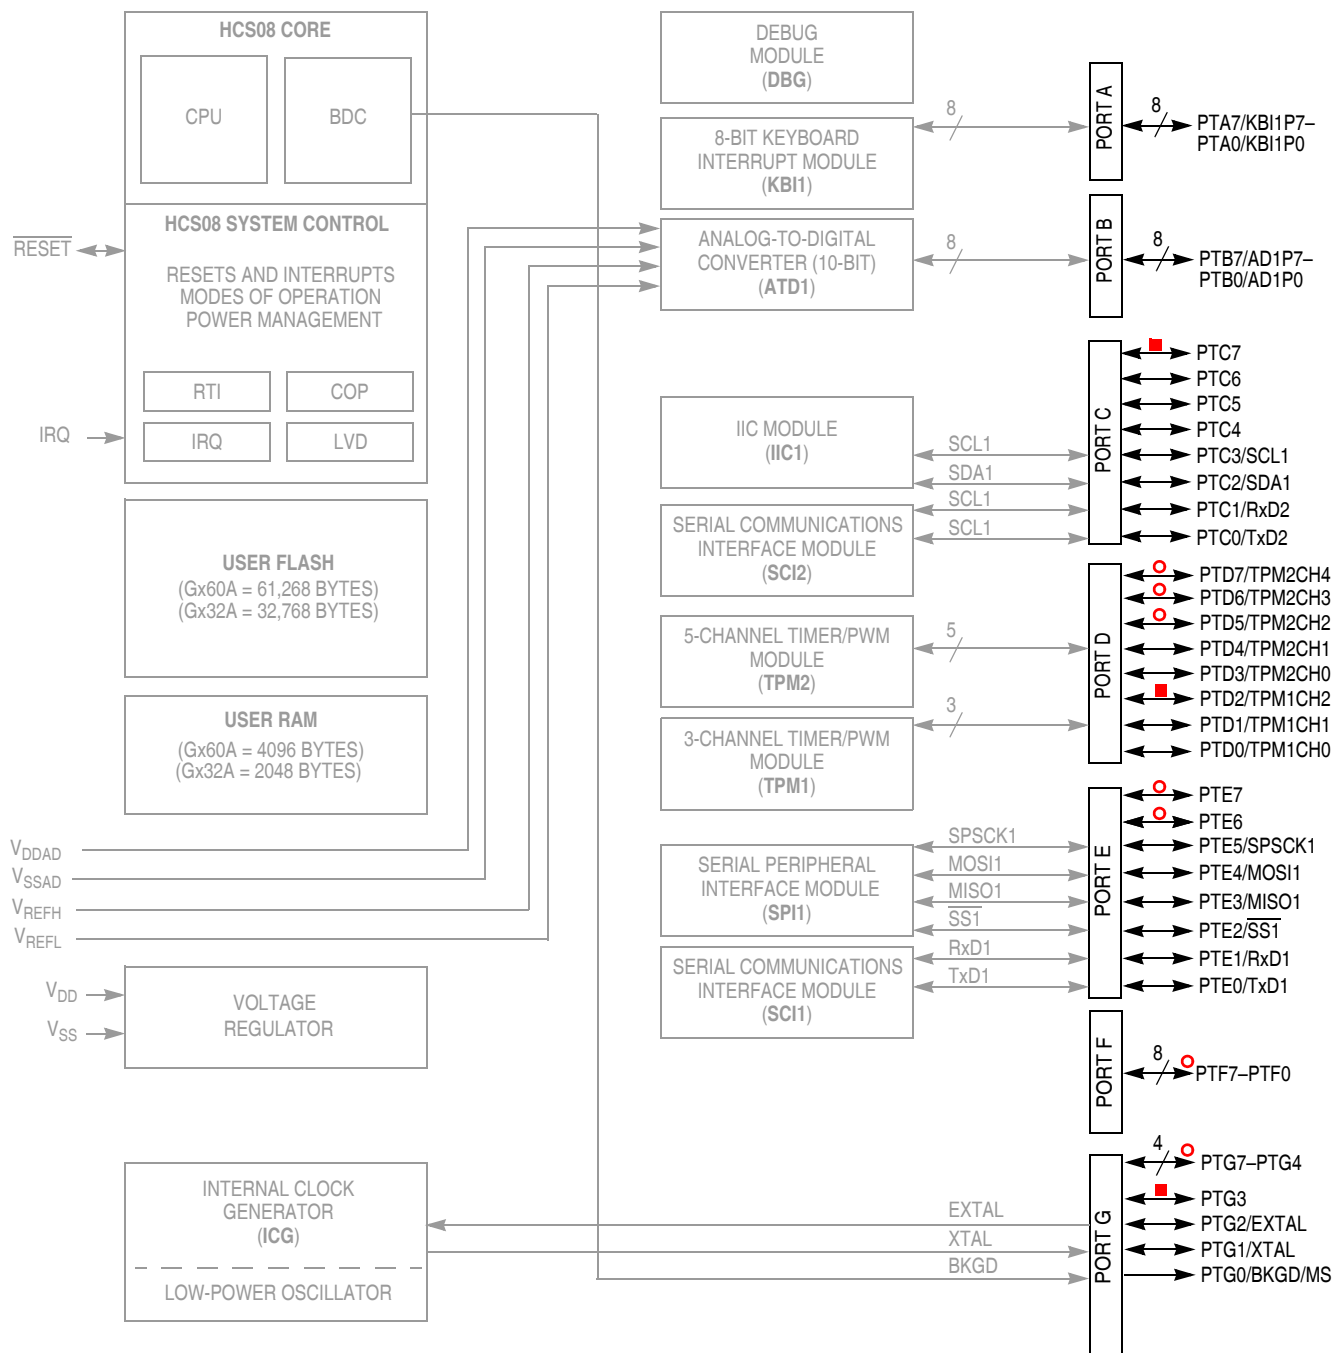 HCS08 CORE
CPU
BDC
HCS08 SYSTEM CONTROL
RESET
RESETS AND INTERRUPTS
MODES OF OPERATION
POWER MANAGEMENT
RTI
COP
IRQ
IRQ
LVD
USER FLASH
(Gx60A = 61,268 BYTES)
(Gx32A = 32,768 BYTES)
USER RAM
(Gx60A = 4096 BYTES)
(Gx32A = 2048 BYTES)
VDDAD
VSSAD
VREFH
VREFL
VDD
VSS
VOLTAGE
REGULATOR
INTERNAL CLOCK
GENERATOR
(ICG)
LOW-POWER OSCILLATOR
DEBUG
MODULE
(DBG)
8-BIT KEYBOARD
INTERRUPT MODULE
(KBI1)
8
ANALOG-TO-DIGITAL
CONVERTER (10-BIT)
(ATD1)
8
IIC MODULE
(IIC1)
SCL1
SDA1
SERIAL COMMUNICATIONS
INTERFACE MODULE
(SCI2)
SCL1
SCL1
5-CHANNEL TIMER/PWM
MODULE
(TPM2)
5
3-CHANNEL TIMER/PWM
MODULE
(TPM1)
3
SERIAL PERIPHERAL
INTERFACE MODULE
(SPI1)
SPSCK1
MOSI1
MISO1
SS1
SERIAL COMMUNICATIONS
INTERFACE MODULE
(SCI1)
RxD1
TxD1
EXTAL
XTAL
BKGD
PORT A
8
PTA7/KBI1P7–
PTA0/KBI1P0
PORT B
8
PTB7/AD1P7–
PTB0/AD1P0
PORT C
PTC7
PTC6
PTC5
PTC4
PTC3/SCL1
PTC2/SDA1
PTC1/RxD2
PTC0/TxD2
PORT D
PTD7/TPM2CH4
PTD6/TPM2CH3
PTD5/TPM2CH2
PTD4/TPM2CH1
PTD3/TPM2CH0
PTD2/TPM1CH2
PTD1/TPM1CH1
PTD0/TPM1CH0
PORT E
PTE7
PTE6
PTE5/SPSCK1
PTE4/MOSI1
PTE3/MISO1
PTE2/SS1
PTE1/RxD1
PTE0/TxD1
PORT F
8
PTF7–PTF0
PORT G
4
PTG7–PTG4
PTG3
PTG2/EXTAL
PTG1/XTAL
PTG0/BKGD/MS